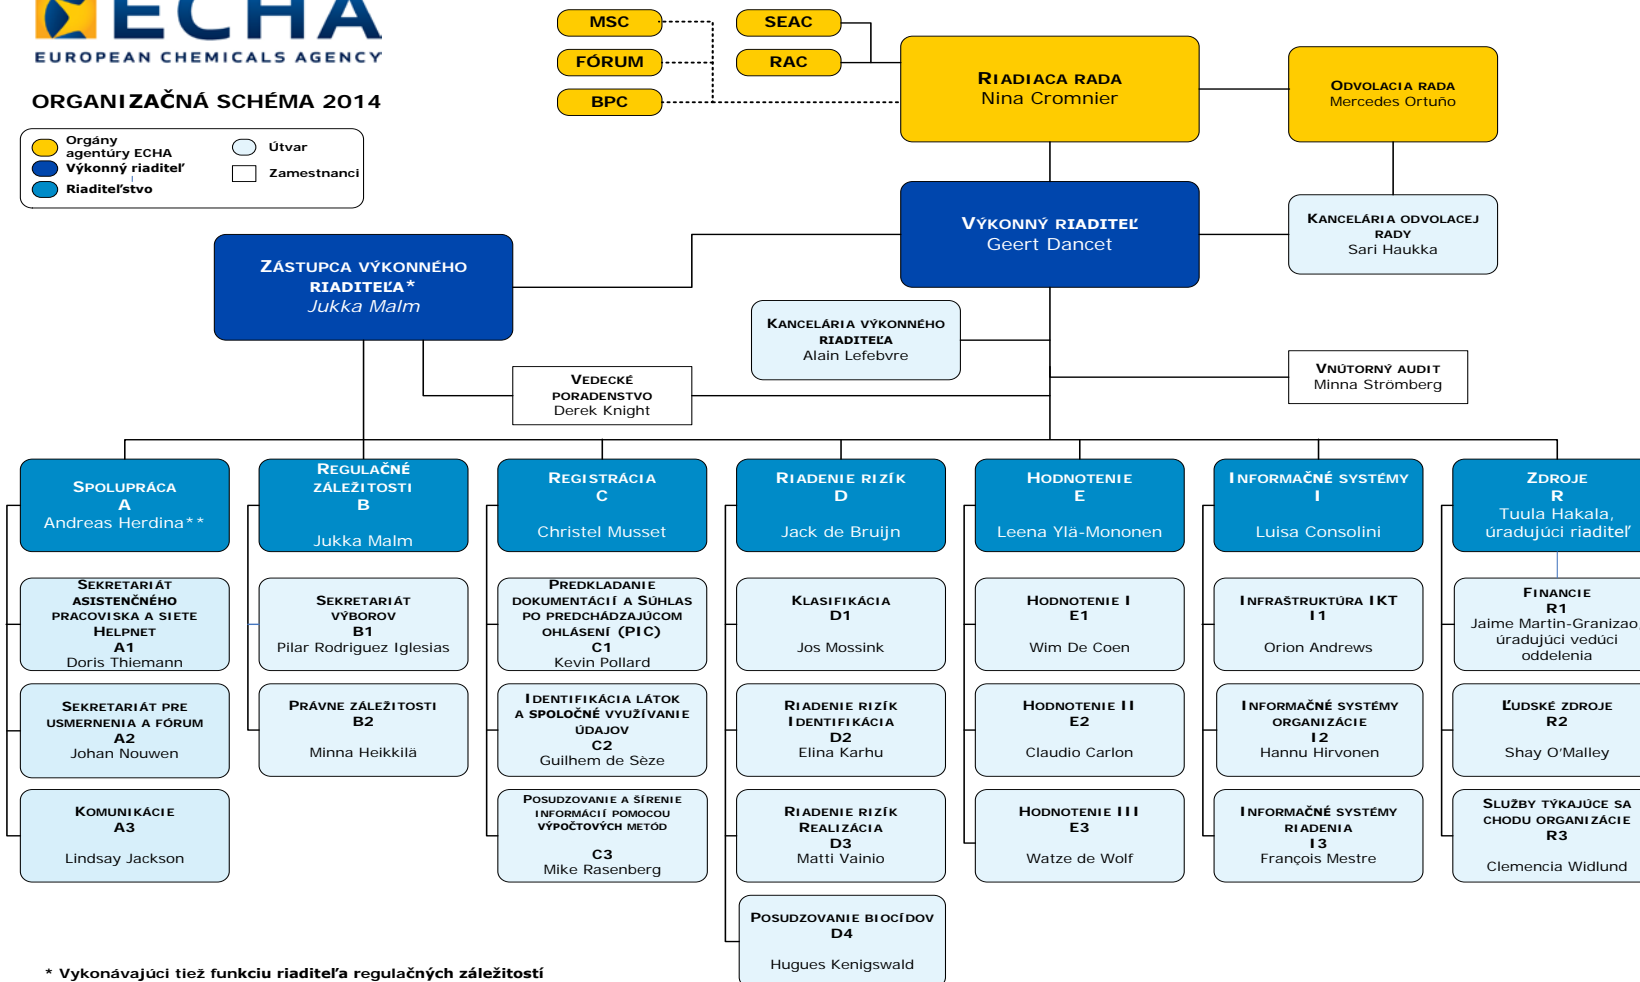 ECHA
EUROPEAN CHEMICALS AGENCY
ORGANIZAČNÁ SCHÉMA 2014
Orgány
agentúry ECHA
Výkonný riaditeľ
Riaditeľstvo
Útvar
Zamestnanci
MSC
FÓRUM
BPC
SEAC
RAC
RIADIACA RADA
Nina Cromnier
ODVOLACIA RADA
Mercedes Ortuño
VÝKONNÝ RIADITEĽ
Geert Dancet
KANCELÁRIA ODVOLACEJ
RADY
Sari Haukka
ZÁSTUPCA VÝKONNÉHO
RIADITEĽA*
Jukka Malm
KANCELÁRIA VÝKONNÉHO
RIADITEĽA
Alain Lefebvre
VEDECKÉ
PORADENSTVO
Derek Knight
VNÚTORNÝ AUDIT
Minna Strömberg
SPOLUPRÁCA
A
Andreas Herdina**
REGULAČNÉ
ZÁLEŽITOSTI
B
Jukka Malm
REGISTRÁCIA
C
Christel Musset
RIADENIE RIZÍK
D
Jack de Bruijn
HODNOTENIE
E
Leena Ylä-Mononen
INFORMAČNÉ SYSTÉMY
I
Luisa Consolini
ZDROJE
R
Tuula Hakala,
úradujúci riaditeľ
SEKRETARIÁT
ASISTENČNÉHO
PRACOVISKA A SIETE
HELPNET
A1
Doris Thiemann
SEKRETARIÁT
VÝBOROV
B1
Pilar Rodriguez Iglesias
PREDKLADANIE
DOKUMENTÁCIÍ A SÚHLAS
PO PREDCHÁDZAJÚCOM
OHLÁSENÍ (PIC)
C1
Kevin Pollard
KLASIFIKÁCIA
D1
Jos Mossink
HODNOTENIE I
E1
Wim De Coen
INFRAŠTRUKTÚRA IKT
I1
Orion Andrews
FINANCIE
R1
Jaime Martin-Granizao,
úradujúci vedúci
oddelenia
SEKRETARIÁT PRE
USMERNENIA A FÓRUM
A2
Johan Nouwen
PRÁVNE ZÁLEŽITOSTI
B2
Minna Heikkilä
IDENTIFIKÁCIA LÁTOK
A SPOLOČNÉ VYUŽÍVANIE
ÚDAJOV
C2
Guilhem de Sèze
RIADENIE RIZÍK
IDENTIFIKÁCIA
D2
Elina Karhu
HODNOTENIE II
E2
Claudio Carlon
INFORMAČNÉ SYSTÉMY
ORGANIZÁCIE
I2
Hannu Hirvonen
ĽUDSKÉ ZDROJE
R2
Shay O'Malley
KOMUNIKÁCIE
A3
Lindsay Jackson
POSUDZOVANIE A ŠÍRENIE
INFORMÁCIÍ POMOCOU
VÝPOČTOVÝCH METÓD
C3
Mike Rasenberg
RIADENIE RIZÍK
REALIZÁCIA
D3
Matti Vainio
HODNOTENIE III
E3
Watze de Wolf
INFORMAČNÉ SYSTÉMY
RIADENIA
I3
François Mestre
SLUŽBY TÝKAJÚCE SA
CHODU ORGANIZÁCIE
R3
Clemencia Widlund
POSUDZOVANIE BIOCÍDOV
D4
Hugues Kenigswald
* Vykonávajúci tiež funkciu riaditeľa regulačných záležitostí